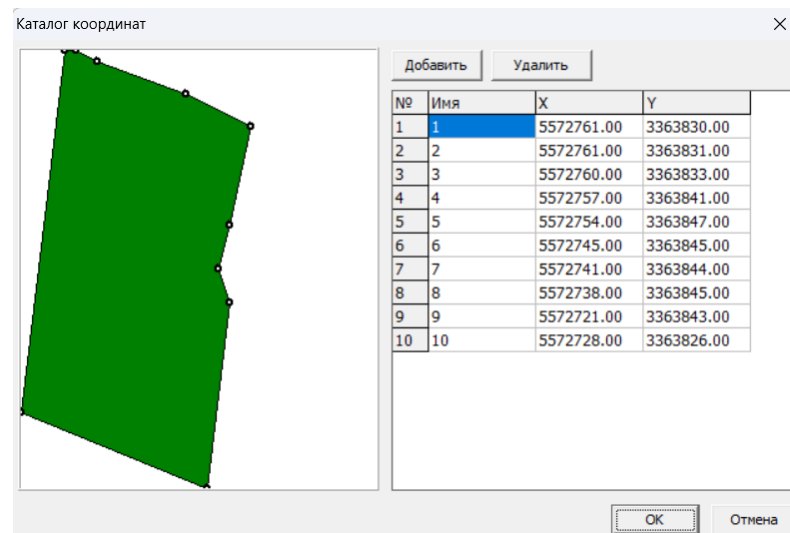 Каталог координат
Добавить Удалить
№ Имя X Y
1 1 5572761.00 3363830.00
2 2 5572761.00 3363831.00
3 3 5572760.00 3363833.00
4 4 5572757.00 3363841.00
5 5 5572754.00 3363847.00
6 6 5572745.00 3363845.00
7 7 5572741.00 3363844.00
8 8 5572738.00 3363845.00
9 9 5572721.00 3363843.00
10 10 5572728.00 3363826.00
OK Отмена